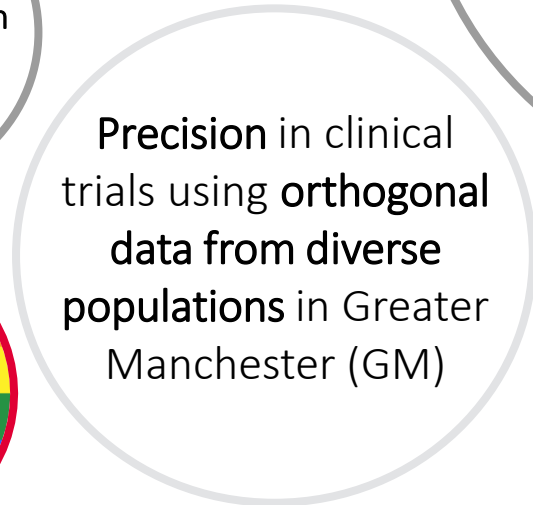 n
Precision in clinical
trials using orthogonal
data from diverse
populations in Greater
Manchester (GM)